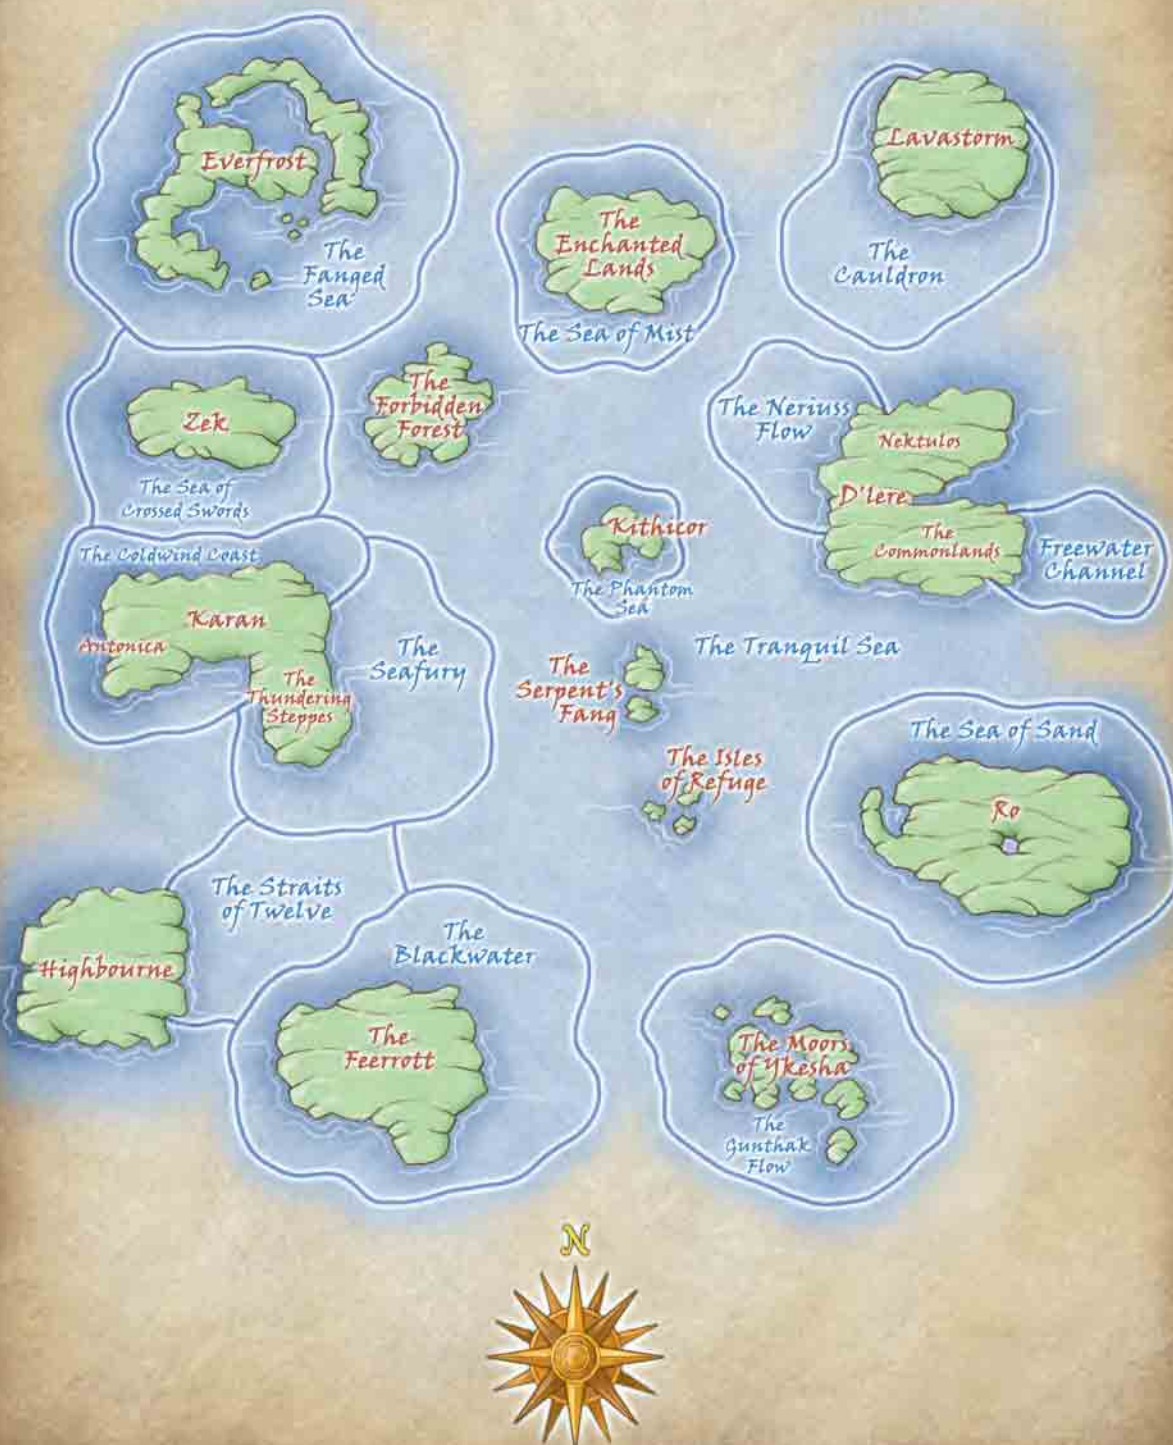 Everfrost
The
Fanged
Sea
The
Enchanted
Lands
The Sea of Mist
Lavastorm
The
Cauldron
Zek
The Sea of
Crossed Swords
The
Forbidden
Forest
The Neriuss
Flow
Nektulos
D'lere
The
Commonlands
Freewater
Channel
Kithicor
The Phantom
Sea
The Coldwind Coast
Karan
Antonica
The
Thundering
Steppes
The
Seafury
The
Serpent's
Fang
The Tranquil Sea
The Isles
of Refuge
The Sea of Sand
Ro
The Straits
of Twelve
Highbourne
The
Blackwater
The
Feerrott
The Moors
of Ykesha
The
Gunthak
Flow
N